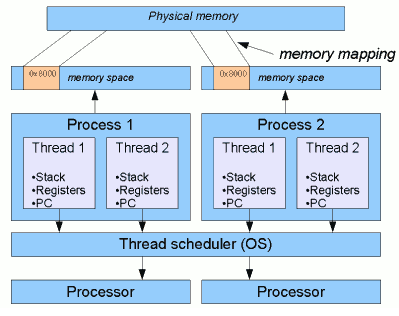 Physical memory
memory mapping
0x8000 memory space
0x8000 memory space
Process 1
Thread 1
•Stack
•Registers
•PC
Thread 2
•Stack
•Registers
•PC
Process 2
Thread 1
•Stack
•Registers
•PC
Thread 2
•Stack
•Registers
•PC
Thread scheduler (OS)
Processor
Processor